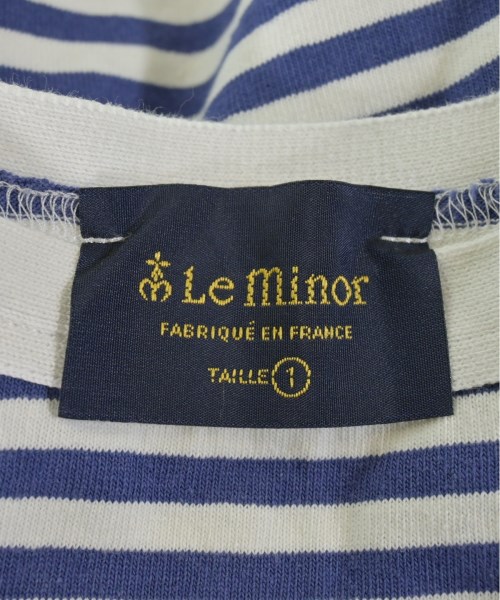 Le Minor
FABRIQUÉ EN FRANCE
TAILLE 1